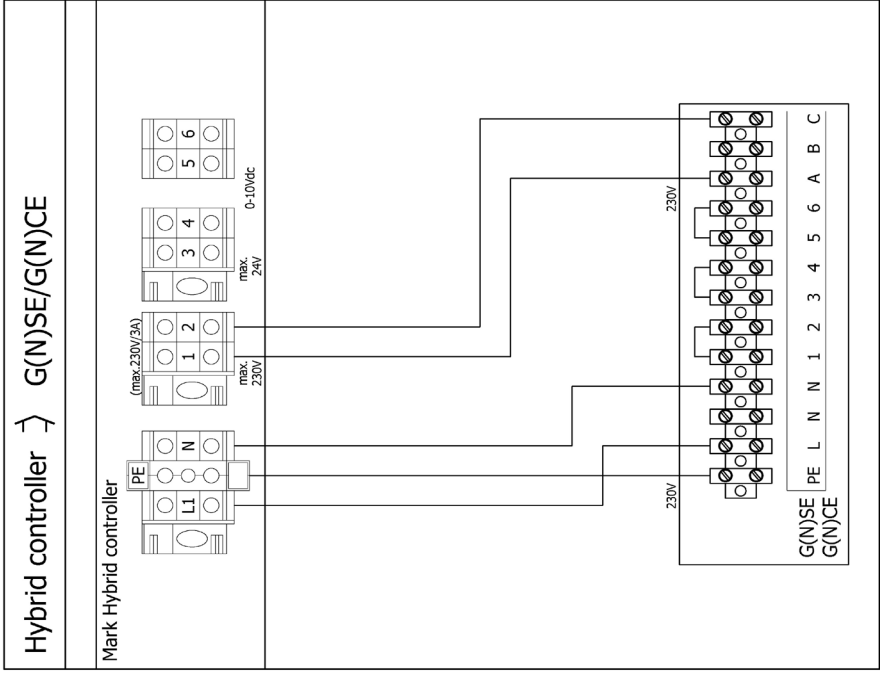 Hybrid controller > G(N)SE/G(N)CE
Mark Hybrid controller
L1 PE N
(max.230V/3A)
1 2
3 4
5 6
max.
230V
max.
24V
0-10Vdc
230V
230V
PE L N N 1 2 3 4 5 6 A B C
G(N)SE
G(N)CE